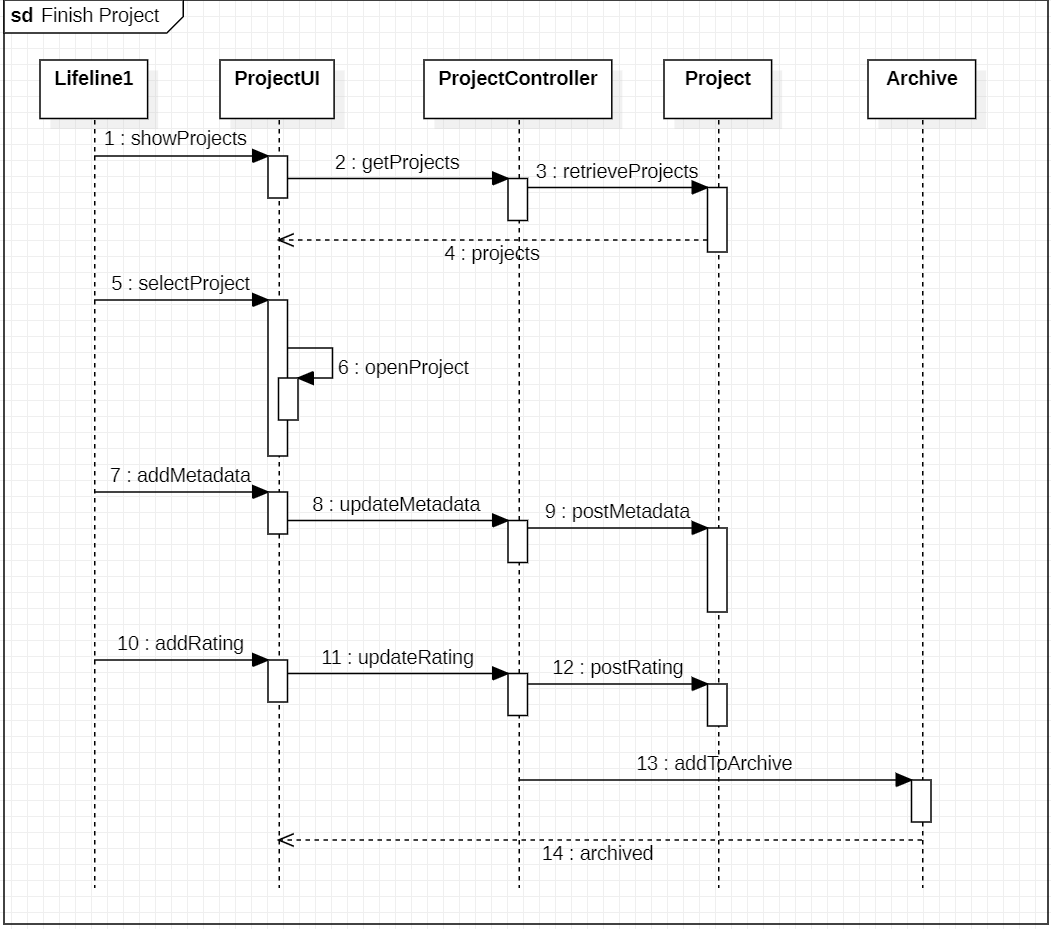 sd Finish Project
Lifeline1
ProjectUI
ProjectController
Project
Archive
1 : showProjects
2 : getProjects
3 : retrieveProjects
4 : projects
5 : selectProject
6 : openProject
7 : addMetadata
8 : updateMetadata
9 : postMetadata
10 : addRating
11 : updateRating
12 : postRating
13 : addToArchive
14 : archived